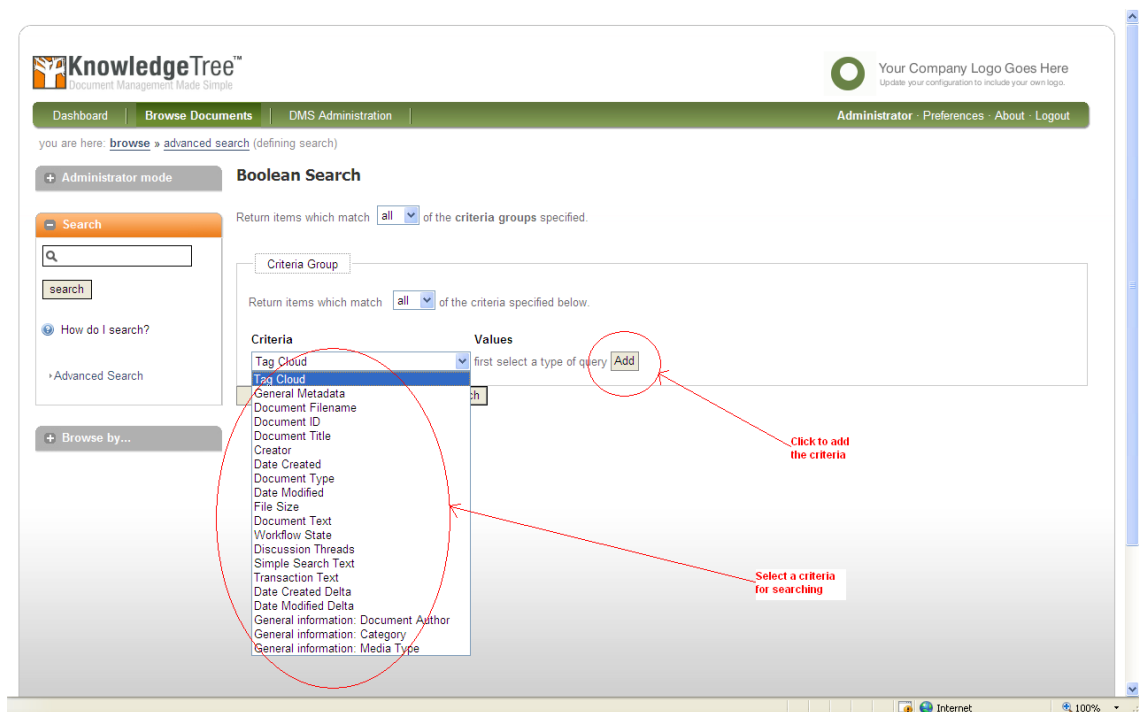 KnowledgeTree™
Document Management Made Simple
Your Company Logo Goes Here
Update your configuration to include your own logo.
Dashboard Browse Documents DMS Administration Administrator · Preferences · About · Logout
you are here: browse » advanced search (defining search)
Administrator mode
Boolean Search
Return items which match all of the criteria groups specified.
Search
Criteria Group
search
Return items which match all of the criteria specified below.
How do I search?
Criteria Values
Tag Cloud first select a type of query Add
Advanced Search
Tag Cloud
General Metadata
Document Filename
Document ID
Document Title
Creator
Date Created
Document Type
Date Modified
File Size
Document Text
Workflow State
Discussion Threads
Simple Search Text
Transaction Text
Date Created Delta
Date Modified Delta
General information: Document Author
General information: Category
General information: Media Type
Browse by...
Click to add
the criteria
Select a criteria
for searching
Internet 100%